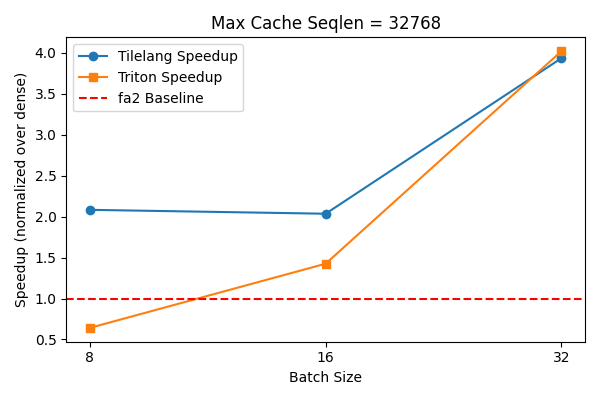 Max Cache Seqlen = 32768
Tilelang Speedup
Triton Speedup
fa2 Baseline
Speedup (normalized over dense)
4.0
3.5
3.0
2.5
2.0
1.5
1.0
0.5
8
16
32
Batch Size